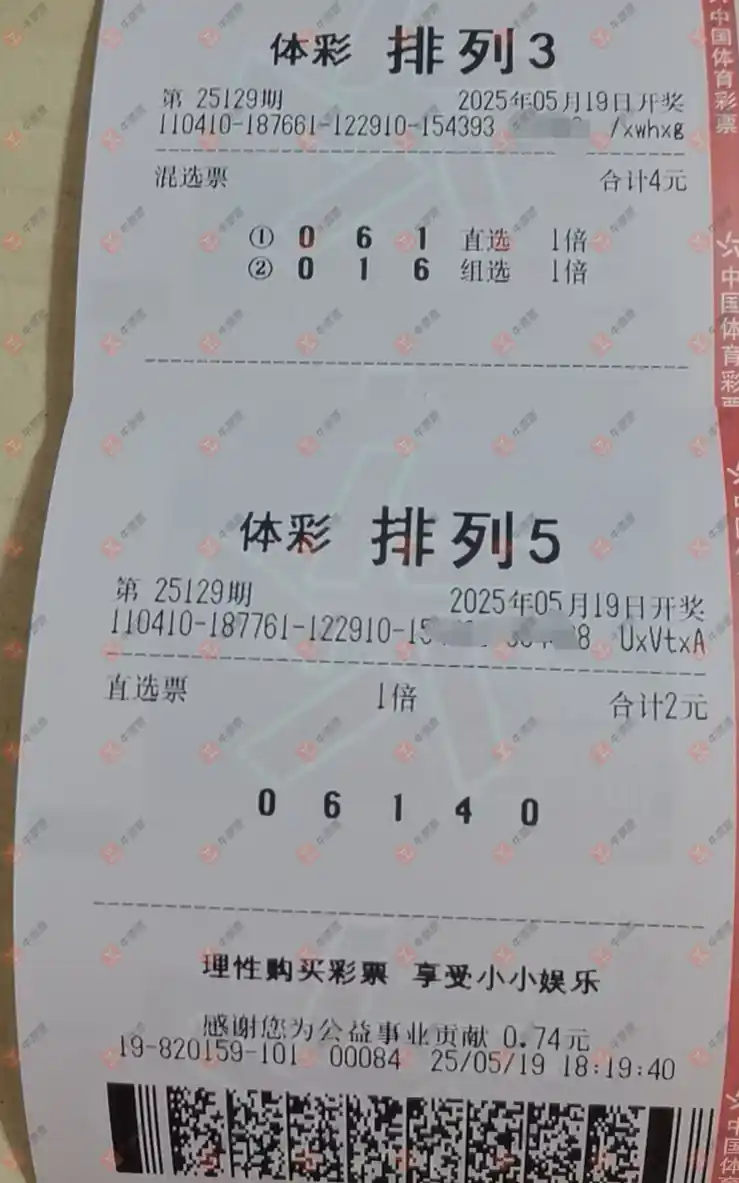 体彩 排列3
第 25129期 2025年05月19日开奖
110410-187661-122910-154393 /xwhxg
混选票 合计4元
① 0 6 1 直选 1倍
② 0 1 6 组选 1倍
体彩 排列5
第 25129期 2025年05月19日开奖
110410-187761-122910-15 8 UxVtxA
直选票 1倍 合计2元
0 6 1 4 0
理性购买彩票 享受小小娱乐
感谢您为公益事业贡献 0.74元
19-820159-101 00084 25/05/19 18:19:40
中国体育彩票
中国体育彩
中国体